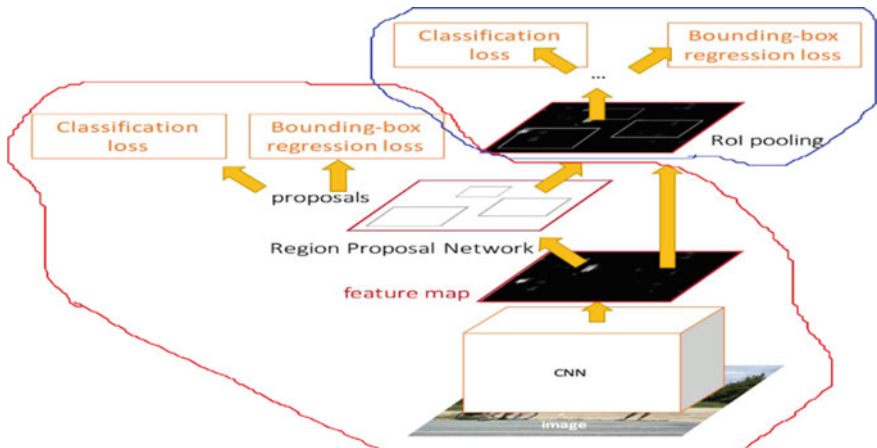 Classification
loss
Bounding-box
regression loss
...
Classification
loss
Bounding-box
regression loss
RoI pooling
proposals
Region Proposal Network
feature map
CNN
image